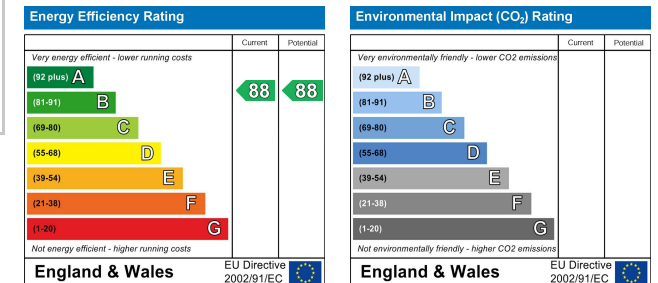 Energy Efficiency Rating
Current Potential
Very energy efficient - lower running costs
(92 plus) A
(81-91) B
88 88
(69-80) C
(55-68) D
(39-54) E
(21-38) F
(1-20) G
Not energy efficient - higher running costs
England & Wales
EU Directive
2002/91/EC
Environmental Impact (CO₂) Rating
Current Potential
Very environmentally friendly - lower CO2 emissions
(92 plus) A
(81-91) B
(69-80) C
(55-68) D
(39-54) E
(21-38) F
(1-20) G
Not environmentally friendly - higher CO2 emissions
England & Wales
EU Directive
2002/91/EC